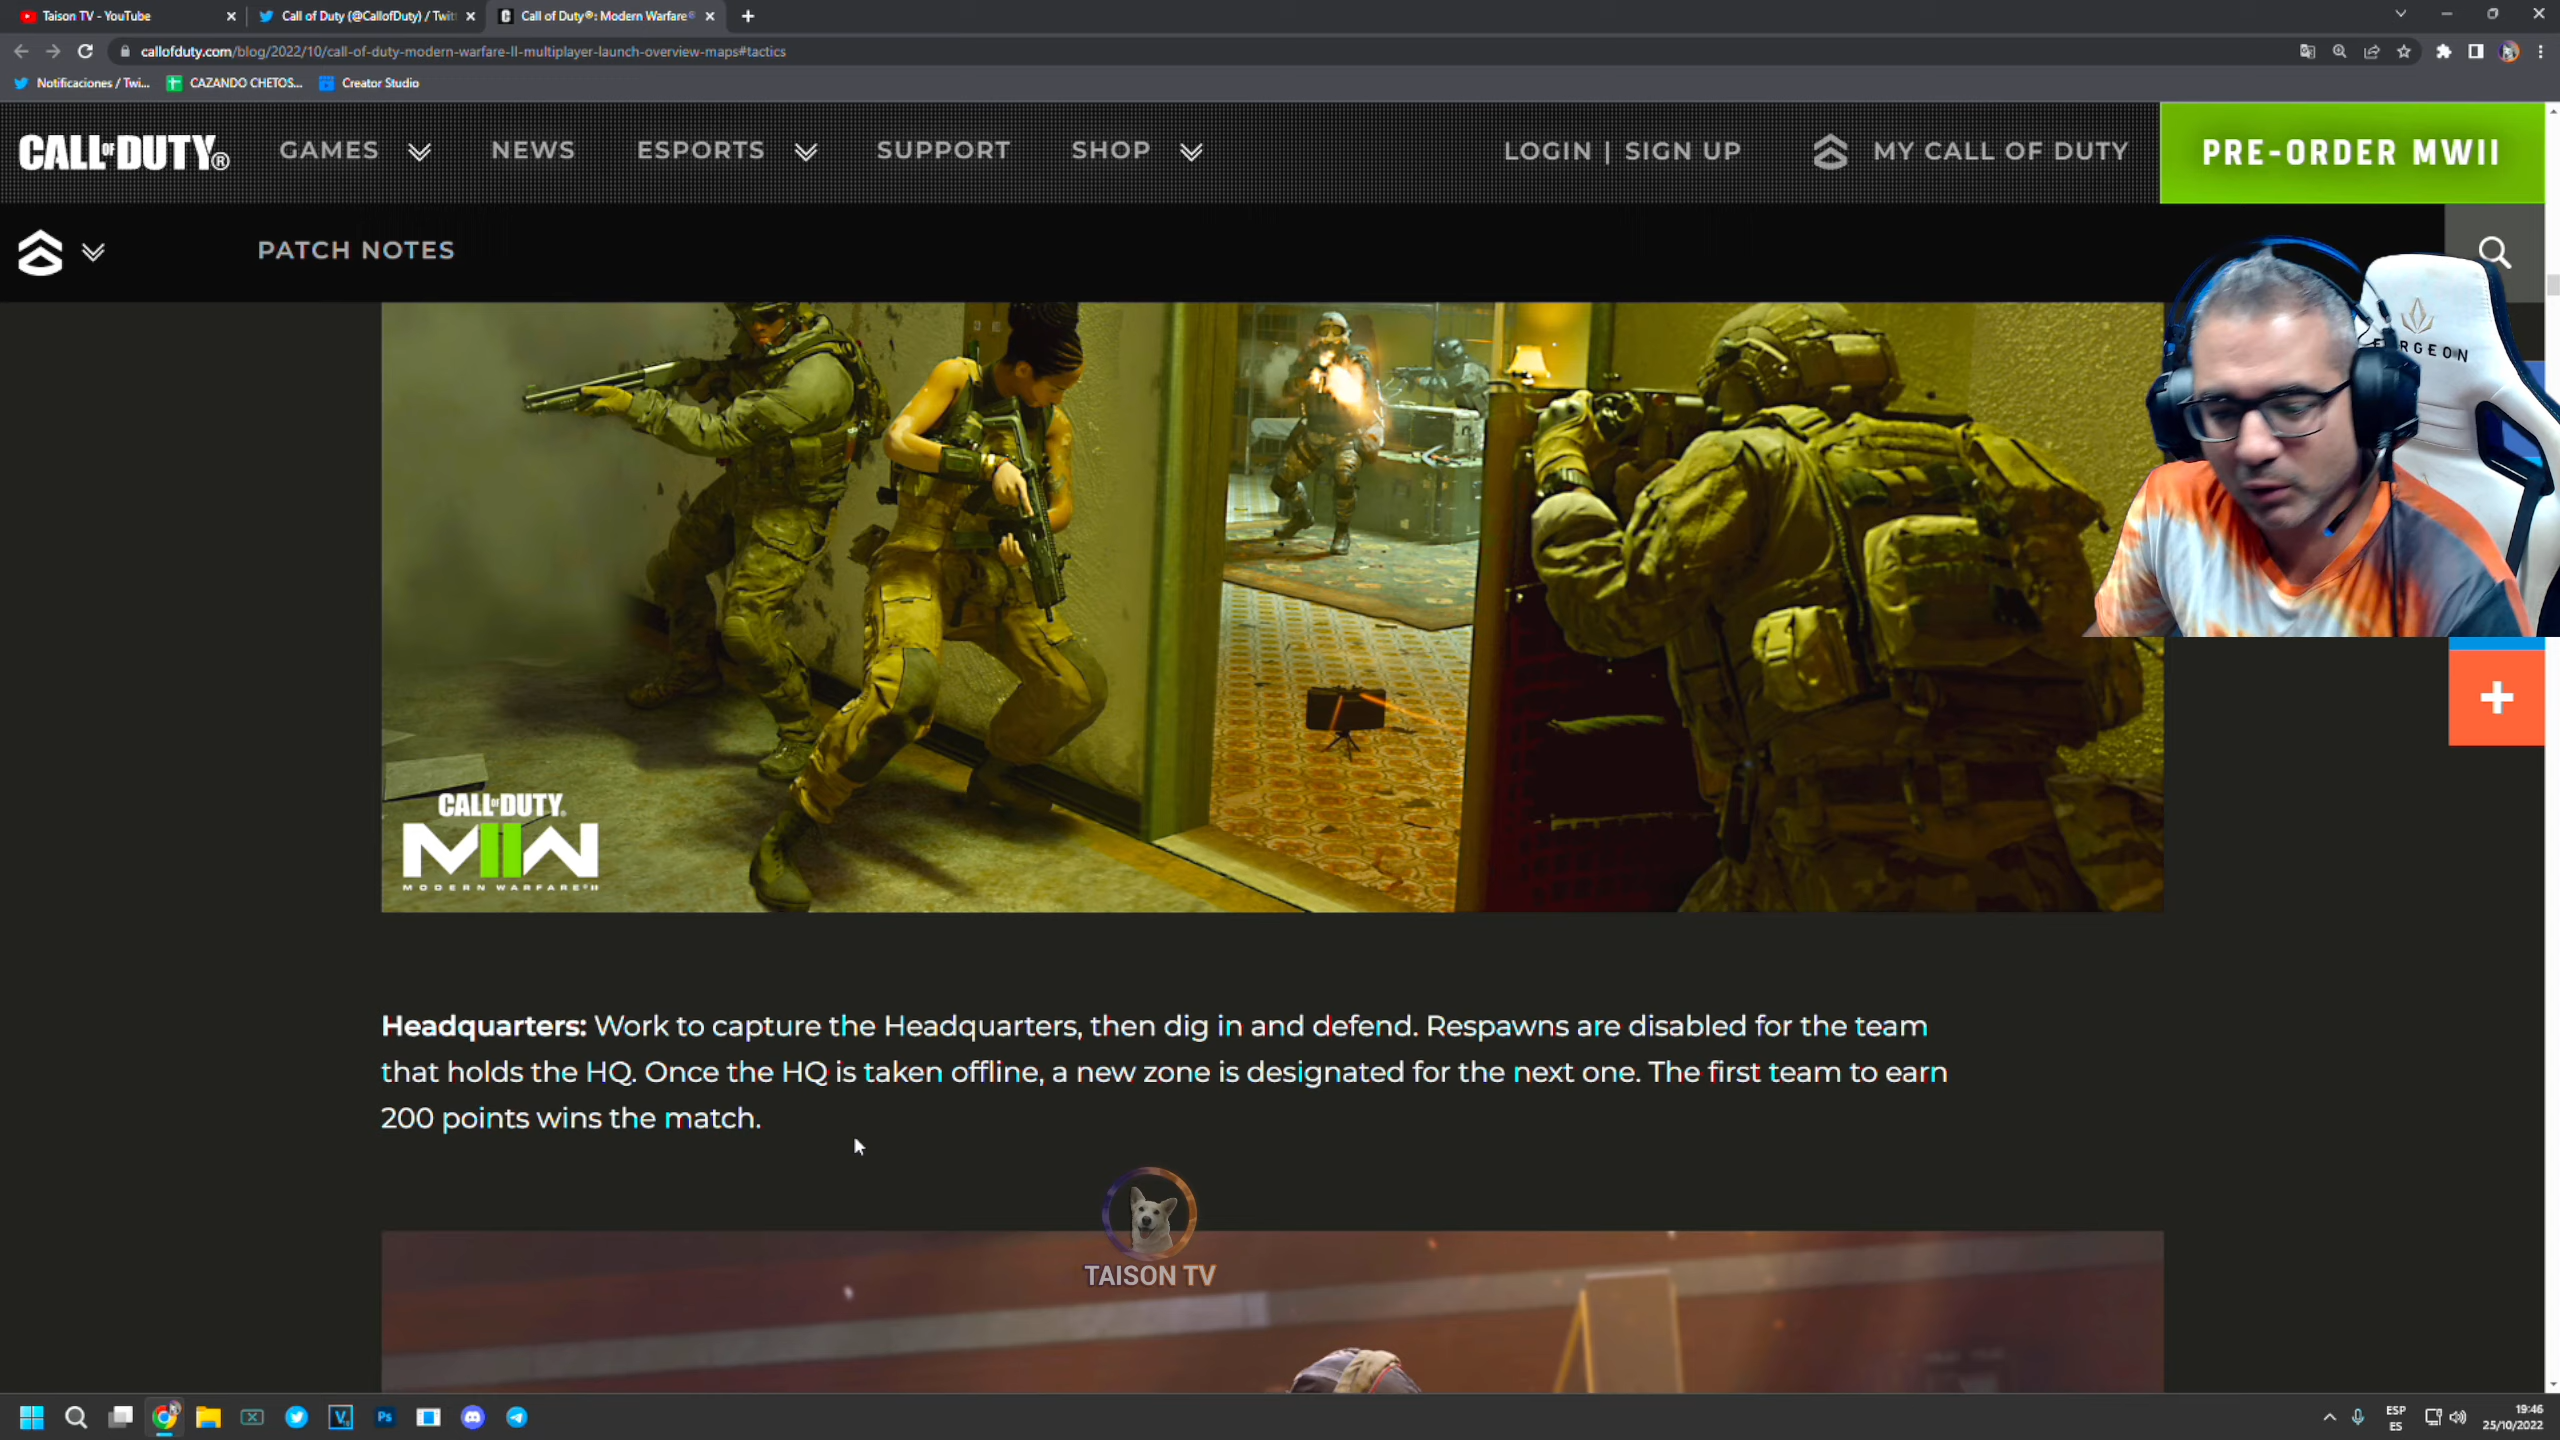 Taison TV - YouTube
Call of Duty (@CallofDuty) / Twit
Call of Duty®: Modern Warfare®
callofduty.com/blog/2022/10/call-of-duty-modern-warfare-II-multiplayer-launch-overview-maps#tactics
Notificaciones / Twi...
CAZANDO CHETOS...
Creator Studio
CALL OF DUTY®
GAMES
NEWS
ESPORTS
SUPPORT
SHOP
LOGIN | SIGN UP
MY CALL OF DUTY
PRE-ORDER MWII
PATCH NOTES
RGEON
CALL OF DUTY.
MIIW
MODERN WARFARE®II
Headquarters: Work to capture the Headquarters, then dig in and defend. Respawns are disabled for the team
that holds the HQ. Once the HQ is taken offline, a new zone is designated for the next one. The first team to earn
200 points wins the match.
TAISON TV
Ps
ESP
ES
19:46
25/10/2022